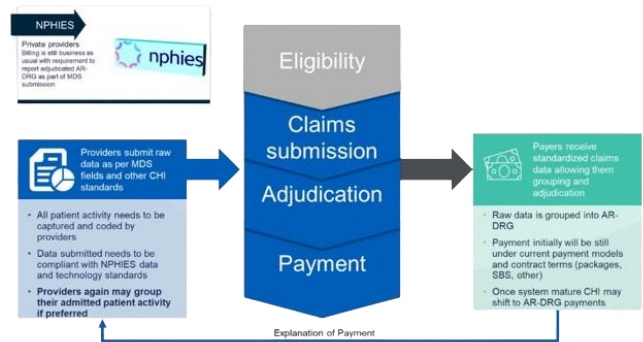 NPHIES
Private providers
Billing is still business as
usual with requirement to
report adjudicated AR-
DRG as part of MDS
submission
nphies
Eligibility
Claims
submission
Adjudication
Payment
Providers submit raw
data as per MDS
fields and other CHI
standards
• All patient activity needs to be
captured and coded by
providers
• Data submitted needs to be
compliant with NPHIES data
and technology standards
• Providers again may group
their admitted patient activity
if preferred
Payers receive
standardized claims
data allowing them
grouping and
adjudication
• Raw data is grouped into AR-
DRG
• Payment initially will be still
under current payment models
and contract terms (packages,
SBS, other)
• Once system mature CHI may
shift to AR-DRG payments
Explanation of Payment